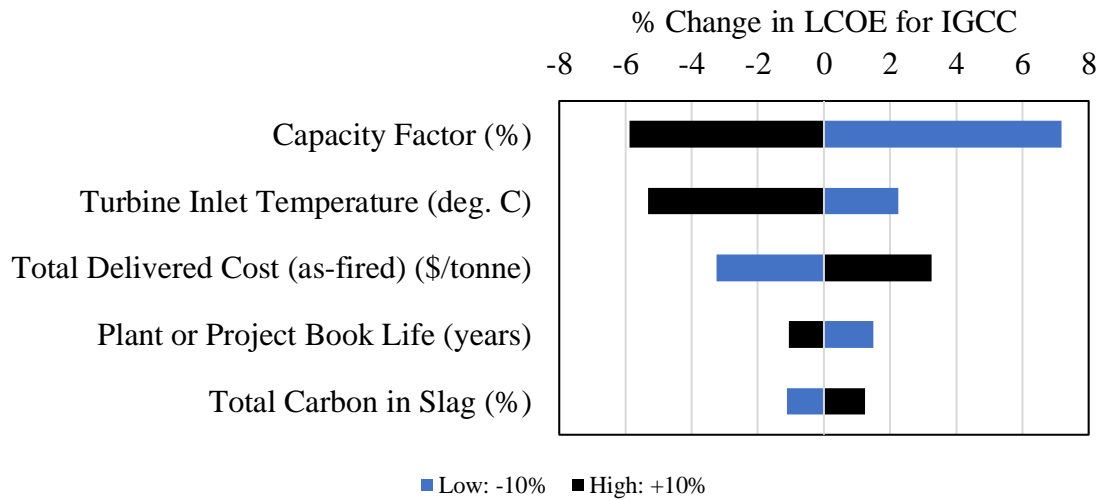 % Change in LCOE for IGCC
-8 -6 -4 -2 0 2 4 6 8
Capacity Factor (%)
Turbine Inlet Temperature (deg. C)
Total Delivered Cost (as-fired) ($/tonne)
Plant or Project Book Life (years)
Total Carbon in Slag (%)
Low: -10% High: +10%